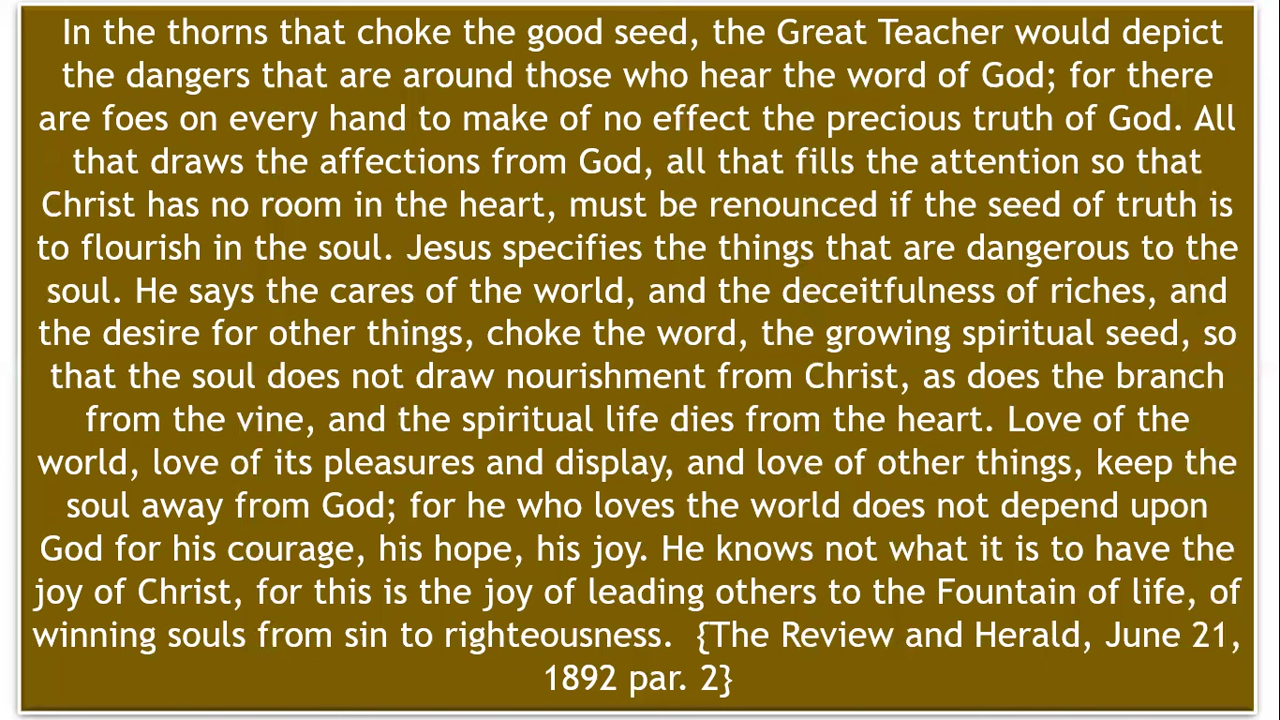 In the thorns that choke the good seed, the Great Teacher would depict
the dangers that are around those who hear the word of God; for there
are foes on every hand to make of no effect the precious truth of God. All
that draws the affections from God, all that fills the attention so that
Christ has no room in the heart, must be renounced if the seed of truth is
to flourish in the soul. Jesus specifies the things that are dangerous to the
soul. He says the cares of the world, and the deceitfulness of riches, and
the desire for other things, choke the word, the growing spiritual seed, so
that the soul does not draw nourishment from Christ, as does the branch
from the vine, and the spiritual life dies from the heart. Love of the
world, love of its pleasures and display, and love of other things, keep the
soul away from God; for he who loves the world does not depend upon
God for his courage, his hope, his joy. He knows not what it is to have the
joy of Christ, for this is the joy of leading others to the Fountain of life, of
winning souls from sin to righteousness.  {The Review and Herald, June 21,
1892 par. 2}